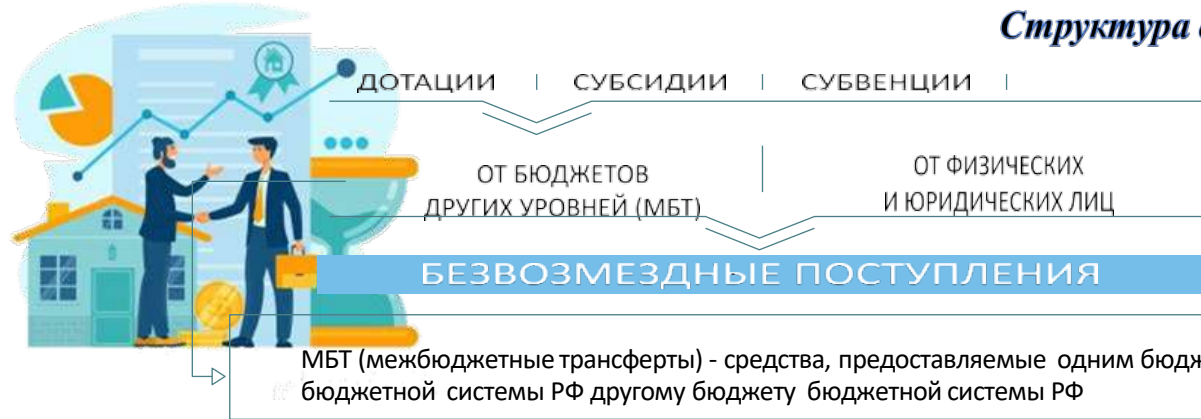 Структура
ДОТАЦИИ | СУБСИДИИ | СУБВЕНЦИИ |
ОТ БЮДЖЕТОВ
ДРУГИХ УРОВНЕЙ (МБТ)
ОТ ФИЗИЧЕСКИХ
И ЮРИДИЧЕСКИХ ЛИЦ
БЕЗВОЗМЕЗДНЫЕ ПОСТУПЛЕНИЯ
МБТ (межбюджетные трансферты) - средства, предоставляемые одним бюдж
бюджетной системы РФ другому бюджету бюджетной системы РФ